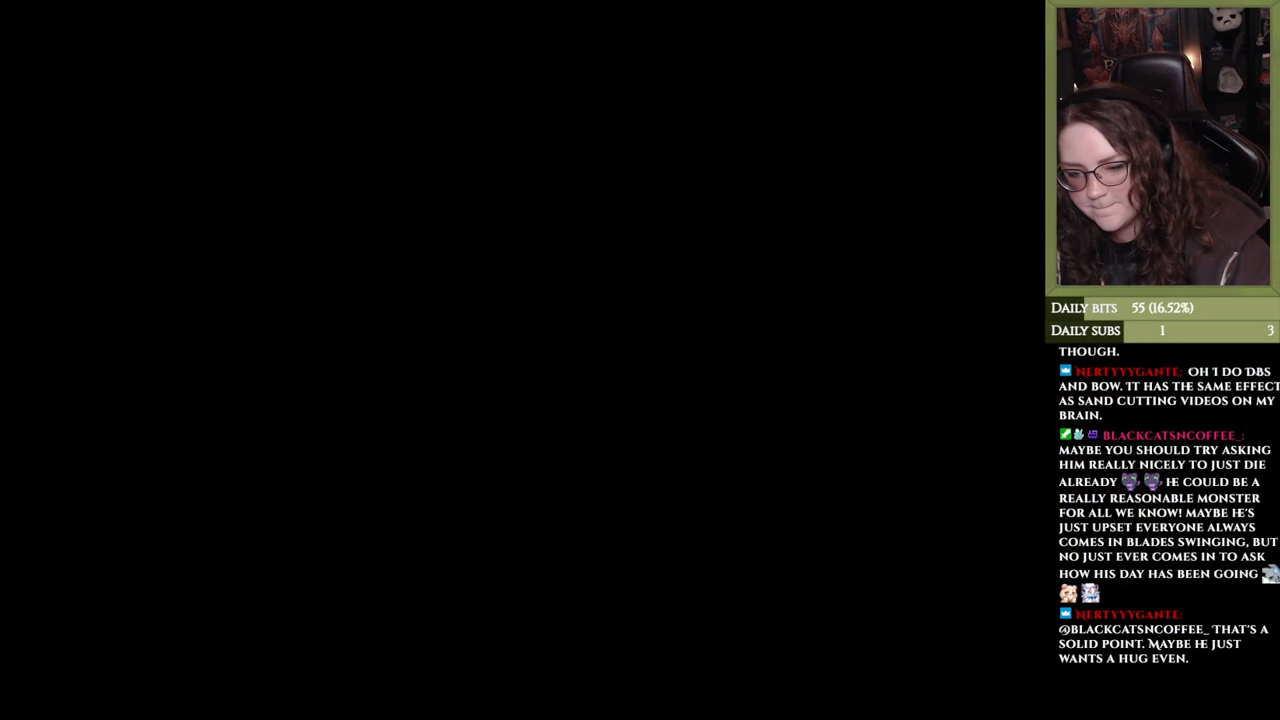 Daily bits 55 (16.52%)
Daily subs 1 3
though.
Nertyyygante: Oh I do DBs
and bow. It has the same effect
as sand cutting videos on my
brain.
blackcatsncoffee_:
Maybe you should try asking
him really nicely to just die
already he could be a
really reasonable monster
for all we know! Maybe he's
just upset everyone always
comes in blades swinging, but
no just ever comes in to ask
how his day has been going
Nertyyygante:
@blackcatsncoffee_ That's a
solid point. Maybe he just
wants a hug even.